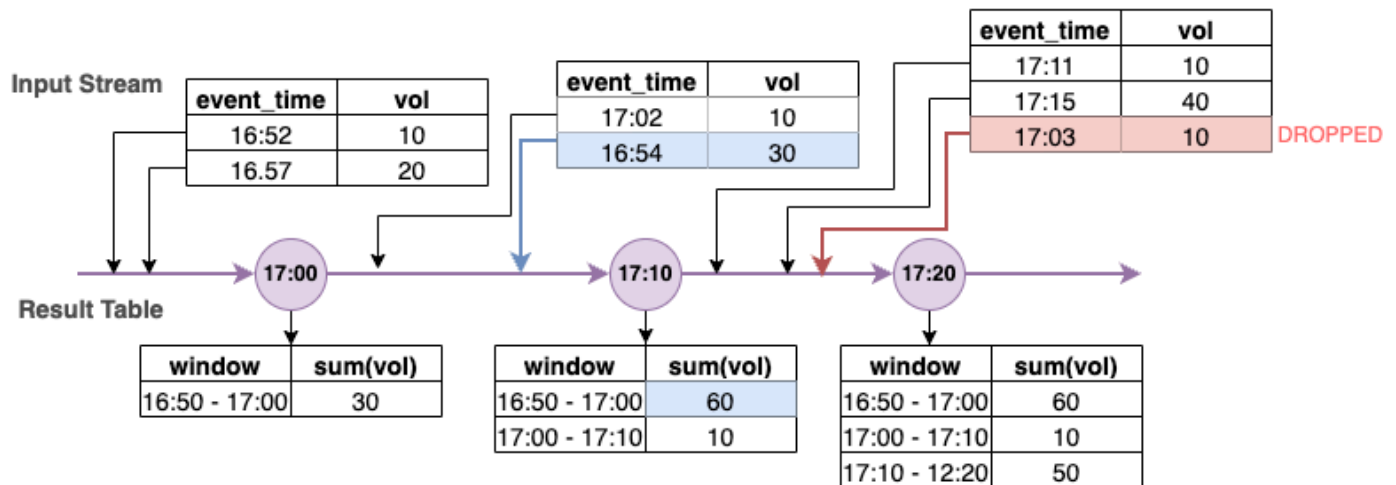 Input Stream
event_time vol
16:52 10
16.57 20
event_time vol
17:02 10
16:54 30
event_time vol
17:11 10
17:15 40
17:03 10 DROPPED
17:00
17:10
17:20
Result Table
window sum(vol)
16:50 - 17:00 30
window sum(vol)
16:50 - 17:00 60
17:00 - 17:10 10
window sum(vol)
16:50 - 17:00 60
17:00 - 17:10 10
17:10 - 12:20 50